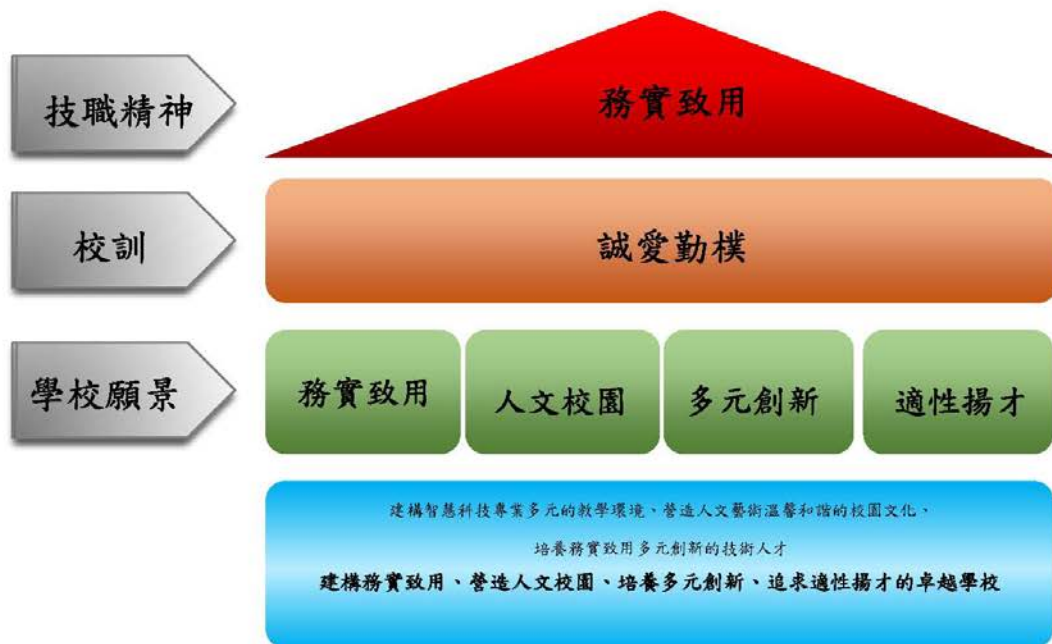 技職精神
務實致用
校訓
誠愛勤樸
學校願景
務實致用
人文校園
多元創新
適性揚才
建構智慧科技專業多元的教學環境、營造人文藝術溫馨和諧的校園文化、
培養務實致用多元創新的技術人才
建構務實致用、營造人文校園、培養多元創新、追求適性揚才的卓越學校